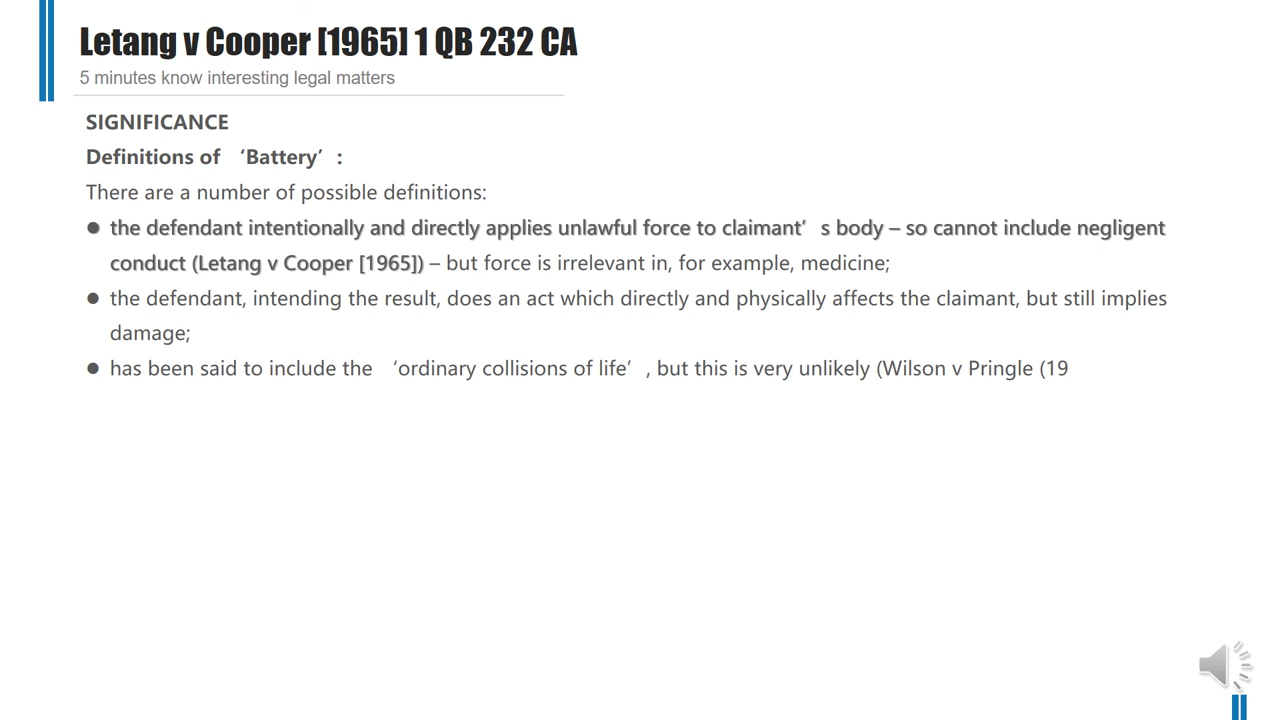 Letang v Cooper [1965] 1 QB 232 CA
5 minutes know interesting legal matters
SIGNIFICANCE
Definitions of ‘Battery’ :
There are a number of possible definitions:
● the defendant intentionally and directly applies unlawful force to claimant’ s body – so cannot include negligent
conduct (Letang v Cooper [1965]) – but force is irrelevant in, for example, medicine;
● the defendant, intending the result, does an act which directly and physically affects the claimant, but still implies
damage;
● has been said to include the ‘ordinary collisions of life’ , but this is very unlikely (Wilson v Pringle (19